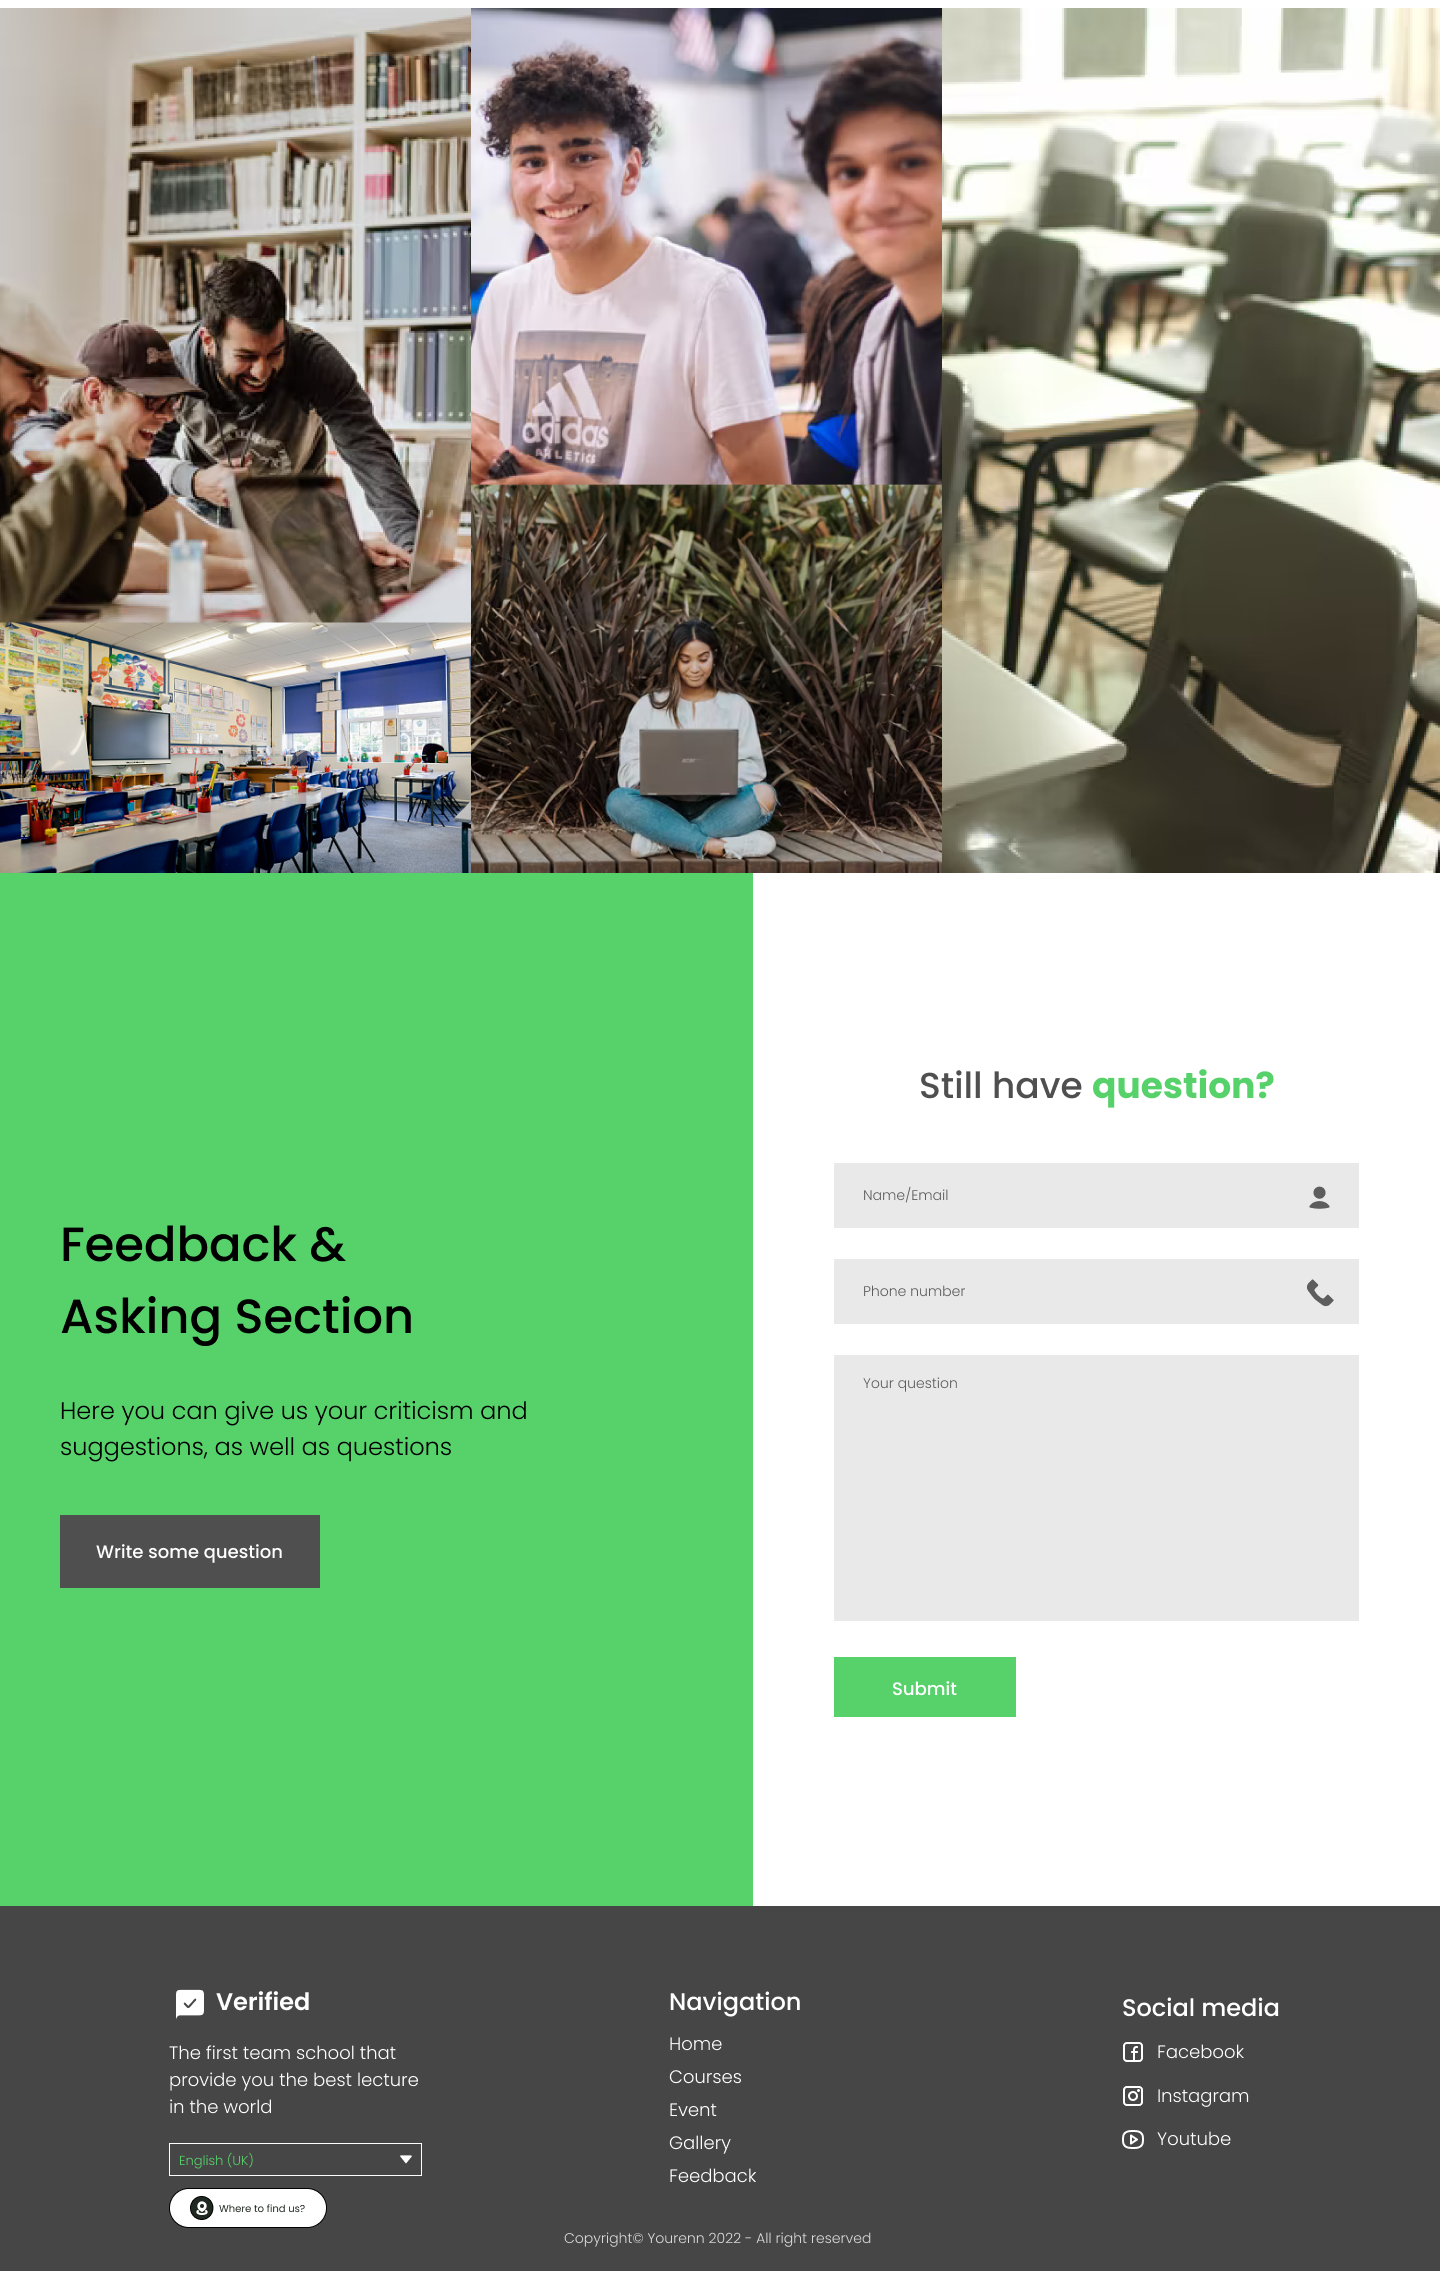 adidas
ATHLETICS
Feedback &
Asking Section
Here you can give us your criticism and
suggestions, as well as questions
Write some question
Still have question?
Name/Email
Phone number
Your question
Submit
Verified
The first team school that
provide you the best lecture
in the world
English (UK)
Where to find us?
Navigation
Home
Courses
Event
Gallery
Feedback
Social media
Facebook
Instagram
Youtube
Copyright© Yourenn 2022 - All right reserved